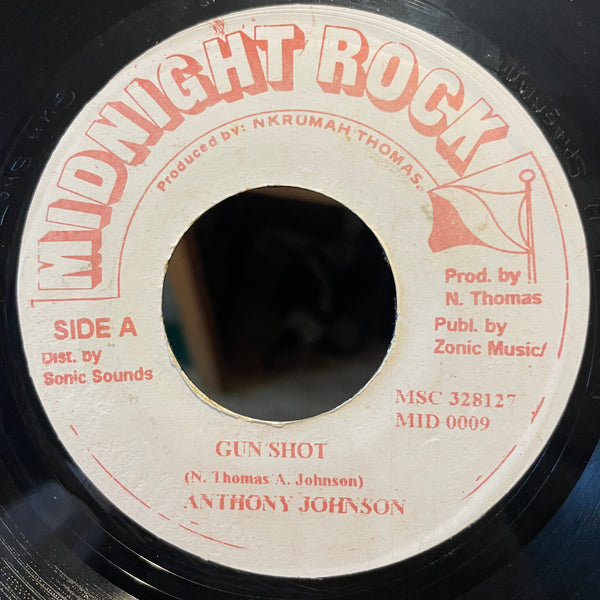 MIDNIGHT ROCK
Produced by: NKRUMAH THOMAS.
SIDE A
Dist. by
Sonic Sounds
Prod. by
N. Thomas
Publ. by
Zonic Music/
MSC 328127
MID 0009
GUN SHOT
(N. Thomas A. Johnson)
ANTHONY JOHNSON